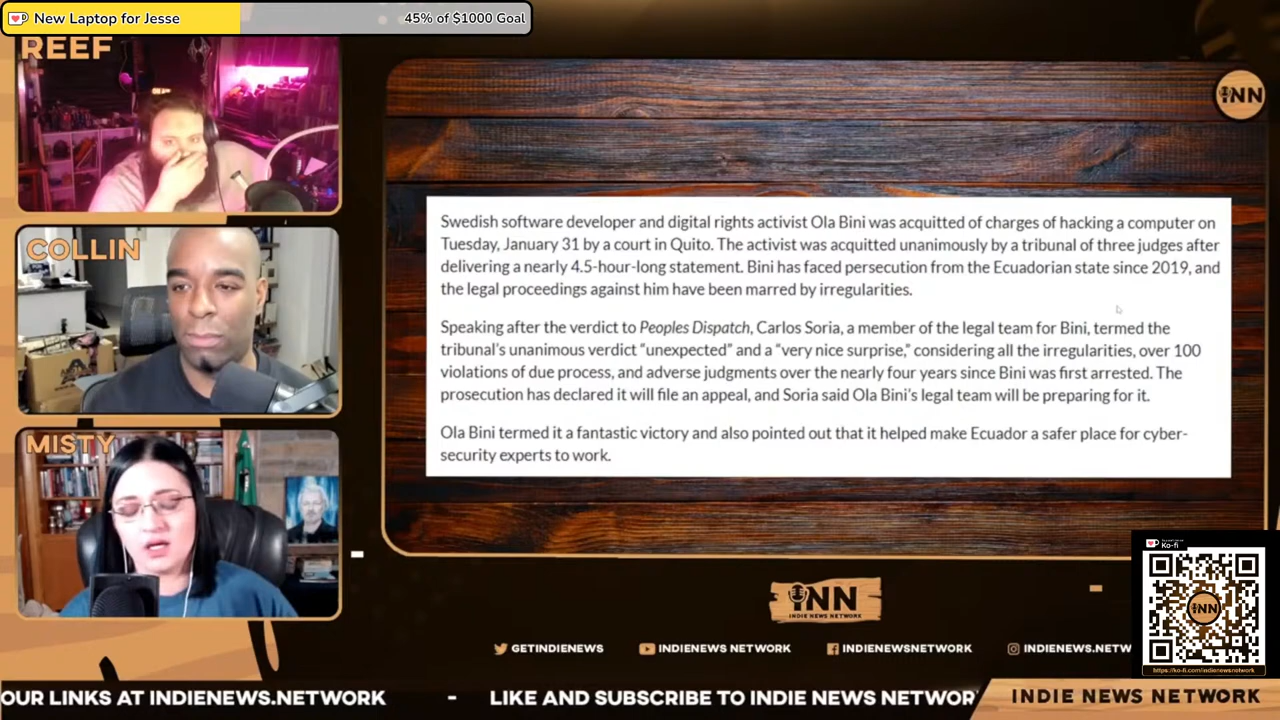 New Laptop for Jesse
45% of $1000 Goal
REEF
COLLIN
MISTY
INN
Swedish software developer and digital rights activist Ola Bini was acquitted of charges of hacking a computer on
Tuesday, January 31 by a court in Quito. The activist was acquitted unanimously by a tribunal of three judges after
delivering a nearly 4.5-hour-long statement. Bini has faced persecution from the Ecuadorian state since 2019, and
the legal proceedings against him have been marred by irregularities.
Speaking after the verdict to Peoples Dispatch, Carlos Soria, a member of the legal team for Bini, termed the
tribunal's unanimous verdict "unexpected" and a "very nice surprise," considering all the irregularities, over 100
violations of due process, and adverse judgments over the nearly four years since Bini was first arrested. The
prosecution has declared it will file an appeal, and Soria said Ola Bini's legal team will be preparing for it.
Ola Bini termed it a fantastic victory and also pointed out that it helped make Ecuador a safer place for cyber-
security experts to work.
INN
INDIE NEWS NETWORK
Ko-fi
INN
https://ko-fi.com/indienewsnetwork
GETINDIENEWS
INDIENEWS NETWORK
INDIENEWSNETWORK
INDIENEWS.NETW
OUR LINKS AT INDIENEWS.NETWORK - LIKE AND SUBSCRIBE TO INDIE NEWS NETWOR
INDIE NEWS NETWORK